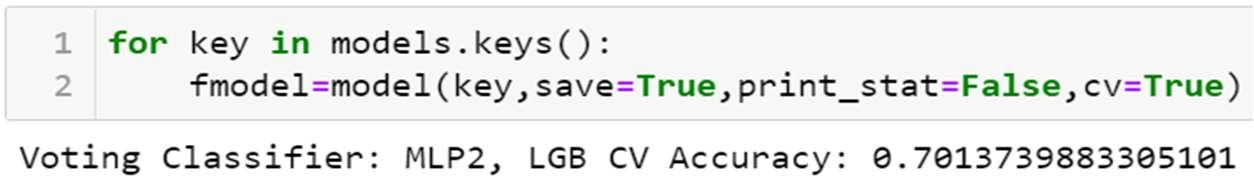 1 for key in models.keys():
2     fmodel=model(key,save=True,print_stat=False,cv=True)
Voting Classifier: MLP2, LGB CV Accuracy: 0.7013739883305101